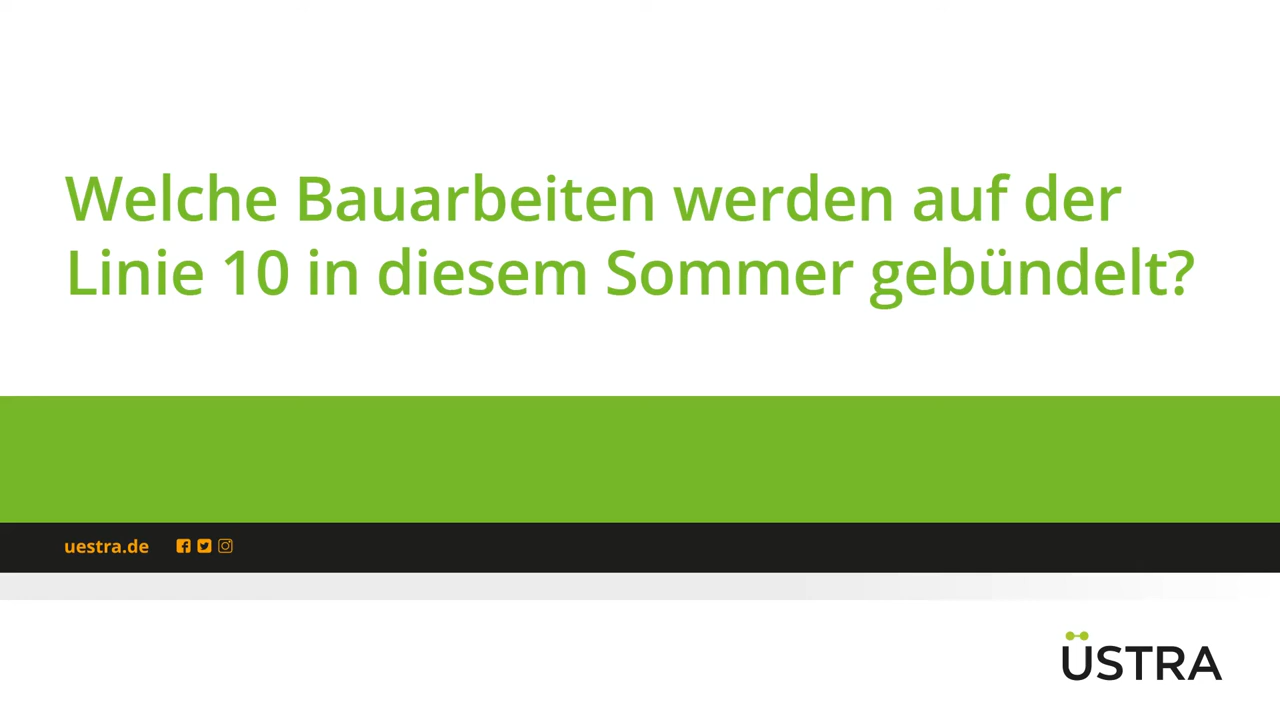 Welche Bauarbeiten werden auf der
Linie 10 in diesem Sommer gebündelt?
uestra.de
ÜSTRA